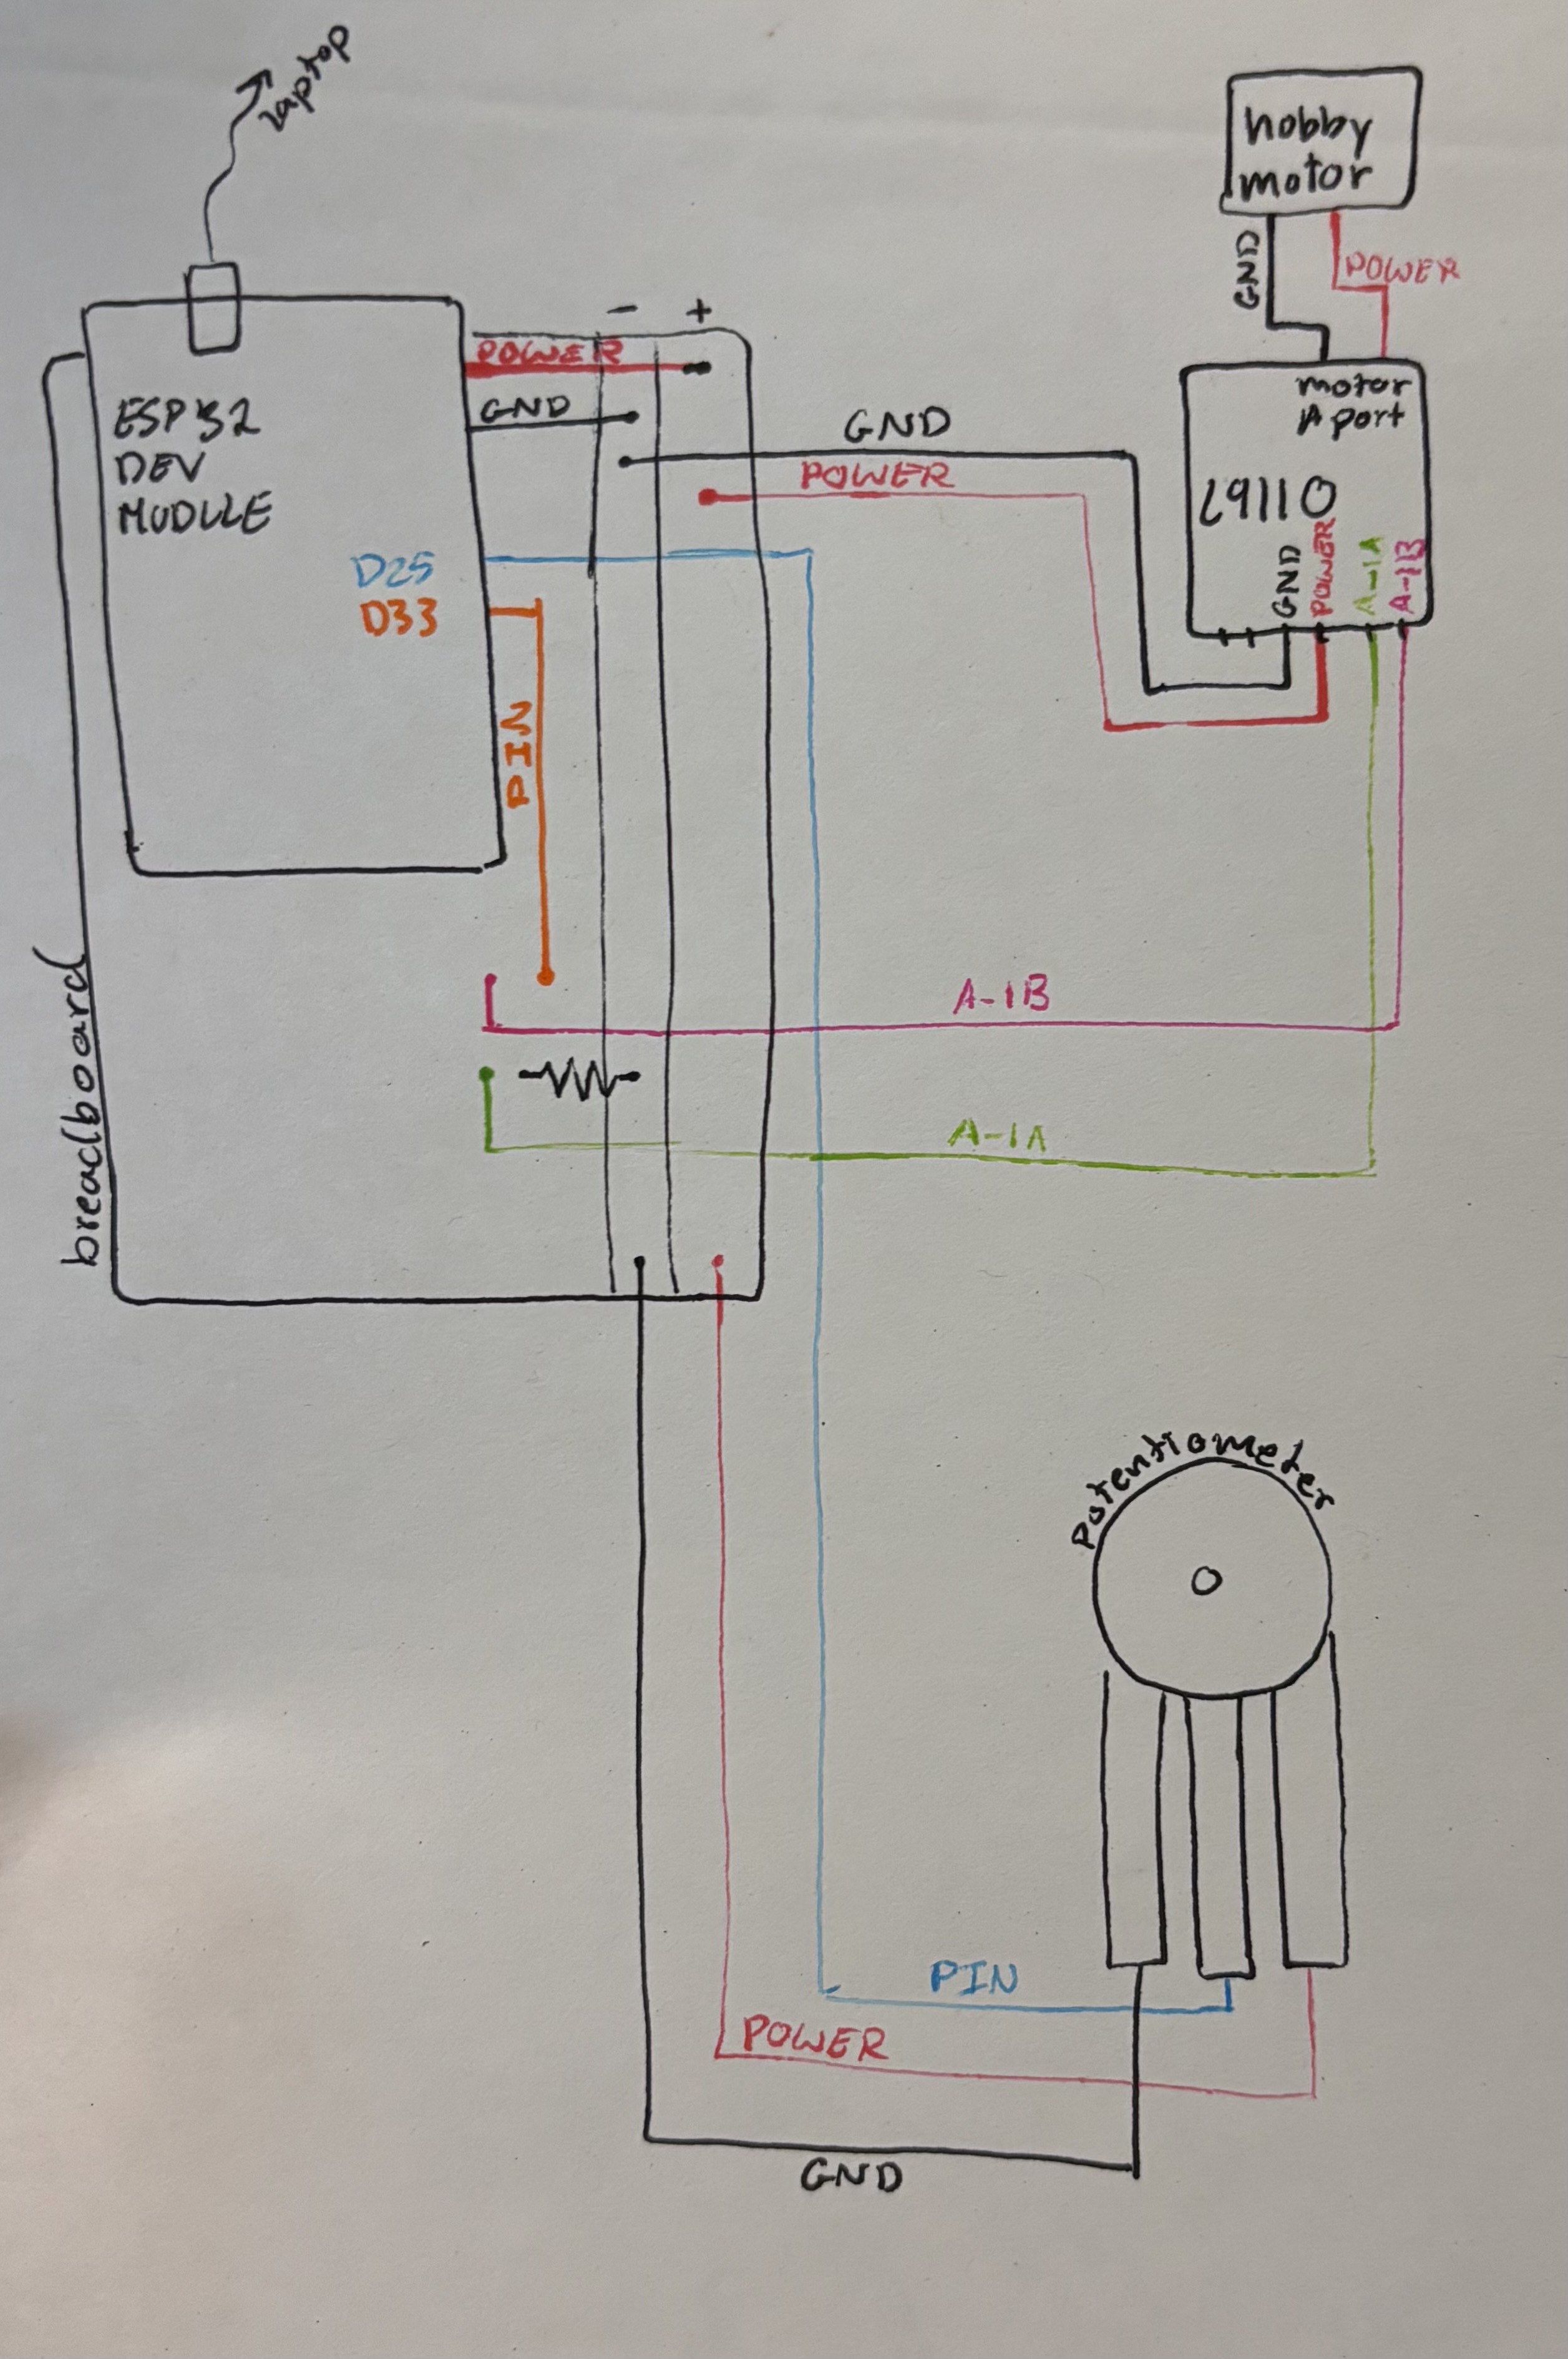 laptop
hobby
motor
GND
POWER
- +
POWER
GND
ESP32
DEV
MUDULE
D25
D33
PIN
GND
POWER
motor
A port
L9110
GND
POWER
A-1A
A-1B
A-1B
A-1A
breadboard
Potentiometer
PIN
POWER
GND